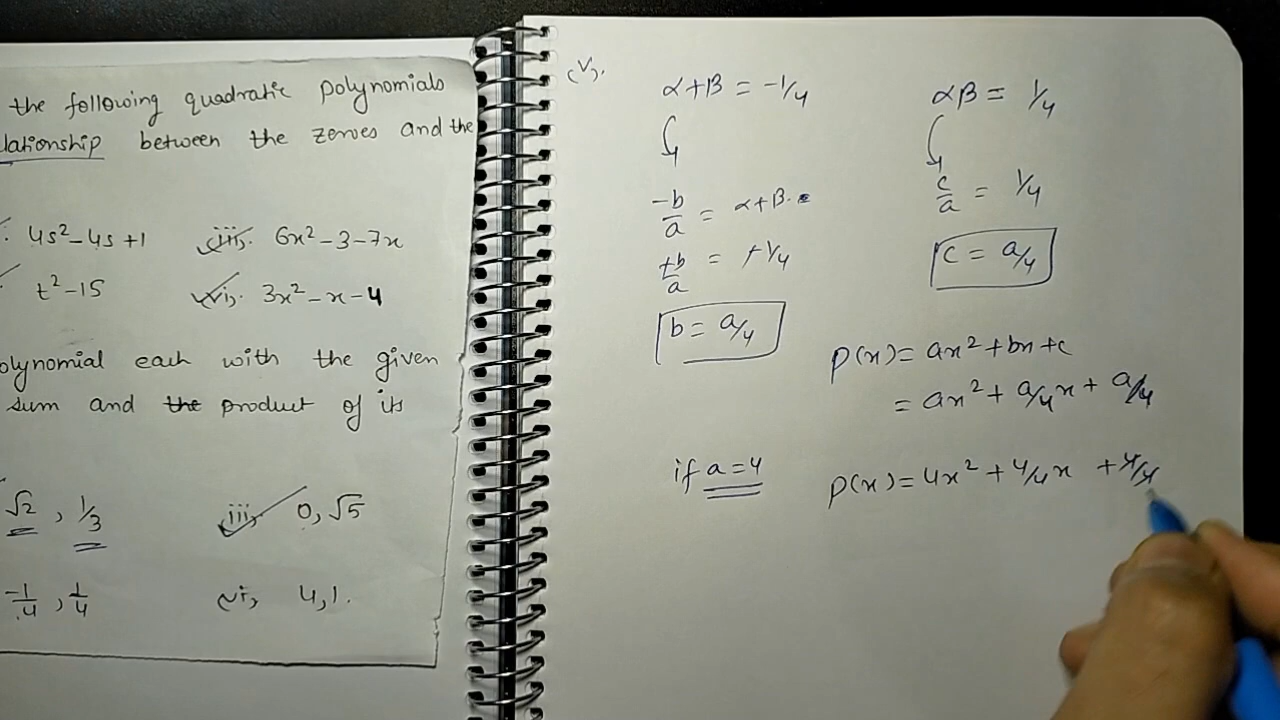 the following quadratic polynomials
lationship between the zeroes and the
4s²-4s+1 (iii). 6x²-3-7x
t²-15 (vi). 3x²-x-4
olynomial each with the given
sum and the product of its
√2, 1/3 (iii). 0, √5
-1/4, 1/4 (vi), 4,1.
(v). α+β = -1/4 αβ = 1/4
-b/a = α+β. c/a = 1/4
+b/a = +1/4 c = a/4
b = a/4
p(x) = ax²+bx+c
= ax²+a/4x+a/4
if a=4 p(x) = 4x²+4/4x +4/4